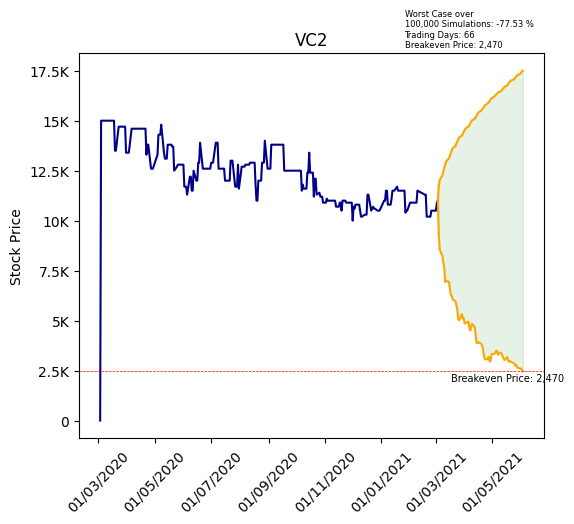 Worst Case over
100,000 Simulations: -77.53 %
Trading Days: 66
Breakeven Price: 2,470
VC2
Stock Price
17.5K
15K
12.5K
10K
7.5K
5K
2.5K
0
Breakeven Price: 2,470
01/03/2020
01/05/2020
01/07/2020
01/09/2020
01/11/2020
01/01/2021
01/03/2021
01/05/2021